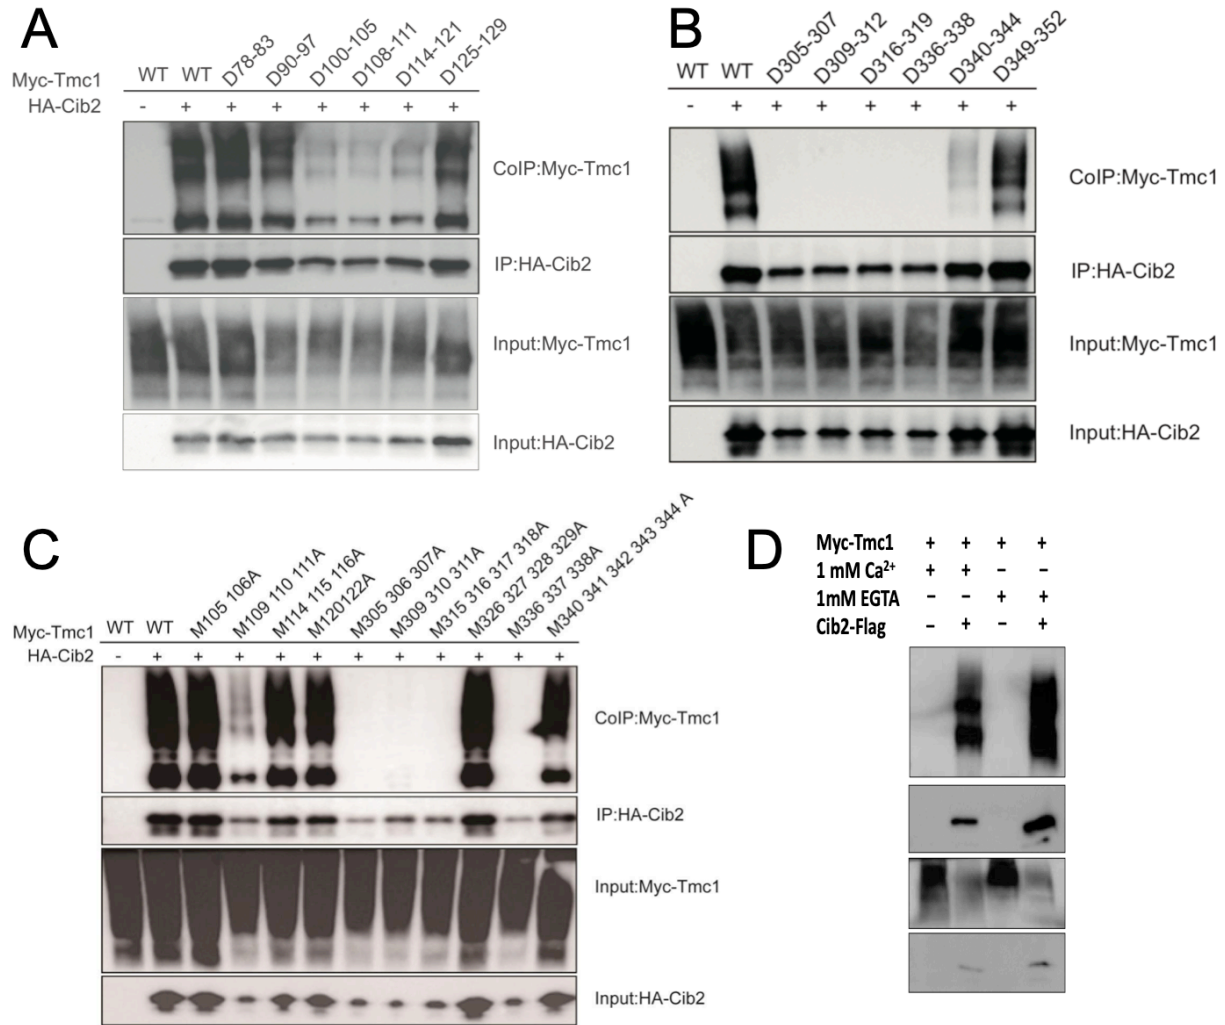 A
Myc-Tmc1 WT WT D78-83 D90-97 D100-105 D108-111 D114-121 D125-129
HA-Cib2 - + + + + + + +
CoIP:Myc-Tmc1
IP:HA-Cib2
Input:Myc-Tmc1
Input:HA-Cib2
B
WT WT D305-307 D309-312 D316-319 D336-338 D340-344 D349-352
- + + + + + + +
CoIP:Myc-Tmc1
IP:HA-Cib2
Input:Myc-Tmc1
Input:HA-Cib2
C
Myc-Tmc1 WT WT M105 106A M109 110 111A M114 115 116A M120122A M305 306 307A M309 310 311A M315 316 317 318A M326 327 328 329A M336 337 338A M340 341 342 343 344 A
HA-Cib2 - + + + + + + + + + + +
CoIP:Myc-Tmc1
IP:HA-Cib2
Input:Myc-Tmc1
Input:HA-Cib2
D
Myc-Tmc1 + + + +
1 mM Ca²⁺ + + – –
1mM EGTA – – + +
Cib2-Flag – + – +